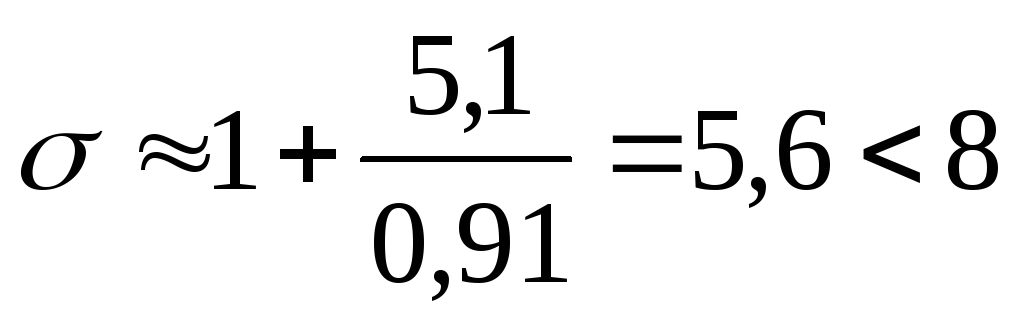 σ ≈ 1 + 5,1 / 0,91 = 5,6 < 8